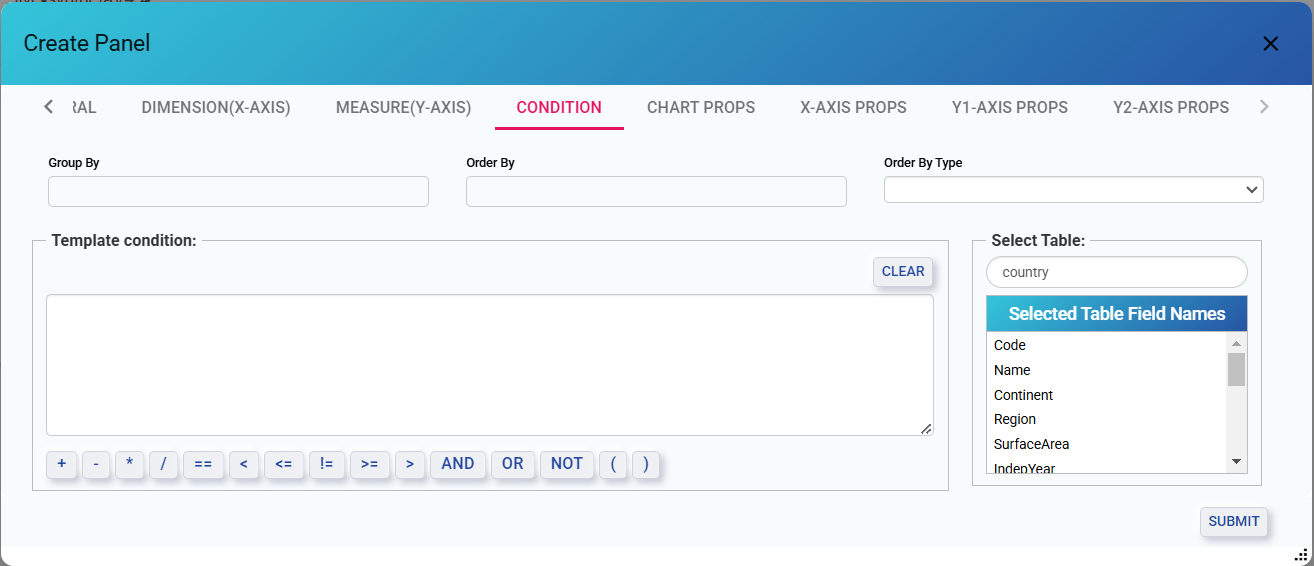 Create Panel
RAL DIMENSION(X-AXIS) MEASURE(Y-AXIS) CONDITION CHART PROPS X-AXIS PROPS Y1-AXIS PROPS Y2-AXIS PROPS
Group By Order By Order By Type
Template condition: Select Table:
CLEAR
country
Selected Table Field Names
Code
Name
Continent
Region
SurfaceArea
IndepYear
+ - * / == < <= != >= > AND OR NOT ( )
SUBMIT